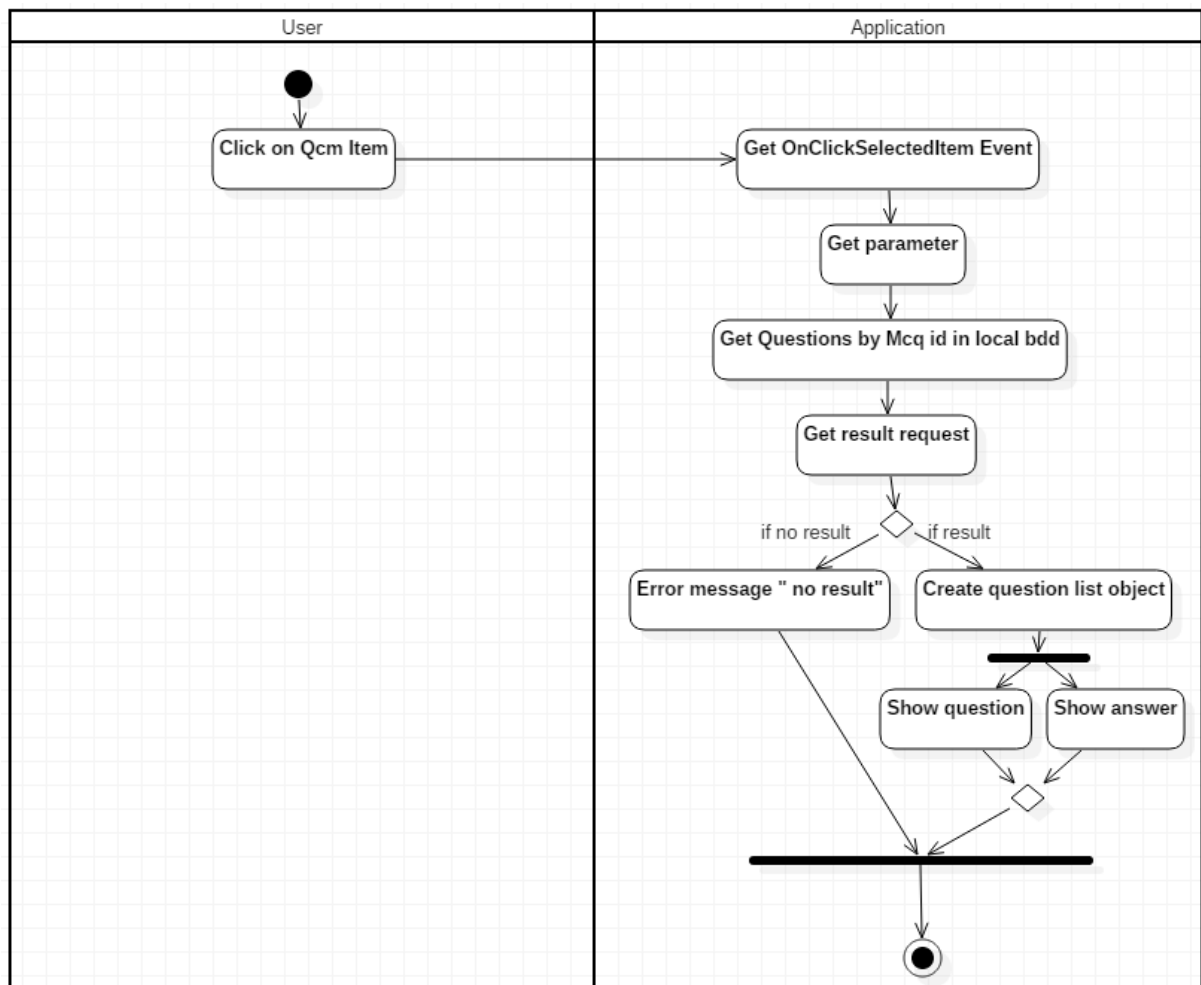 User
Application
Click on Qcm Item
Get OnClickSelectedItem Event
Get parameter
Get Questions by Mcq id in local bdd
Get result request
if no result
if result
Error message " no result"
Create question list object
Show question
Show answer